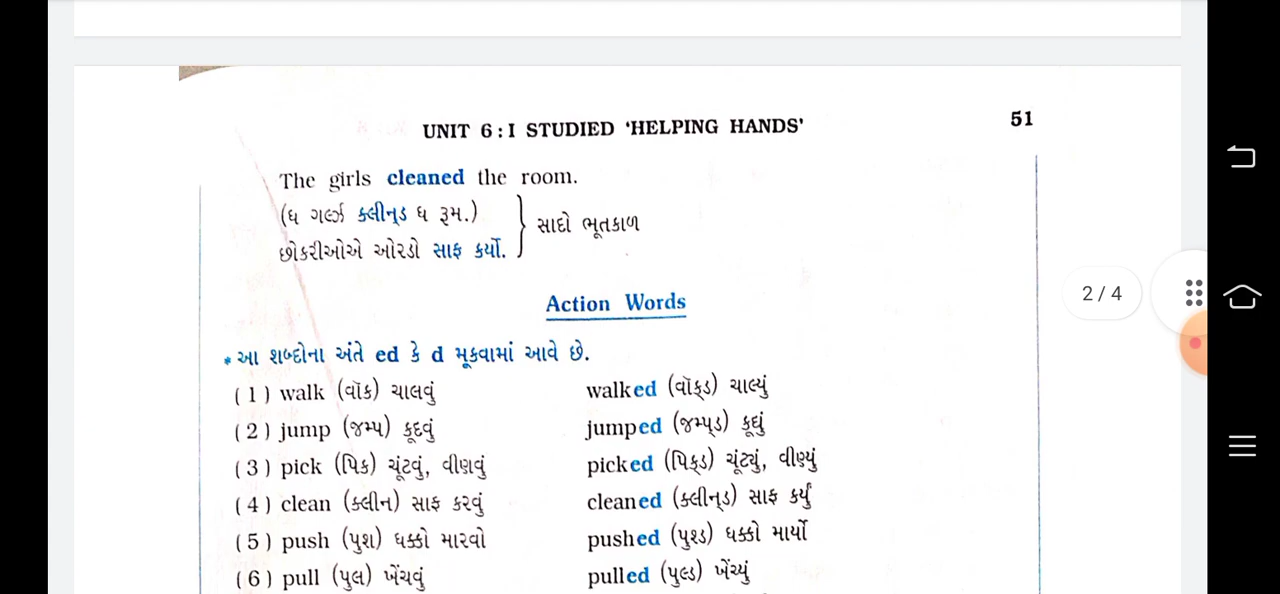 UNIT 6 : I STUDIED ‘HELPING HANDS’ 51
The girls cleaned the room.
(ધ ગર્લ્ઝ ક્લીન્ડ ધ રૂમ.)
છોકરીઓએ ઓરડો સાફ કર્યો.
સાદો ભૂતકાળ
Action Words
* આ શબ્દોના અંતે ed કે d મૂકવામાં આવે છે.
( 1 ) walk (વૉક) ચાલવું walked (વૉક્ડ) ચાલ્યું
( 2 ) jump (જમ્પ) કૂદવું jumped (જમ્પ્ડ) કૂદ્યું
( 3 ) pick (પિક) ચૂંટવું, વીણવું picked (પિક્ડ) ચૂંટ્યું, વીણ્યું
( 4 ) clean (ક્લીન) સાફ કરવું cleaned (ક્લીન્ડ) સાફ કર્યું
( 5 ) push (પુશ) ધક્કો મારવો pushed (પુશ્ડ) ધક્કો માર્યો
( 6 ) pull (પુલ) ખેંચવું pulled (પુલ્ડ) ખેંચ્યું
2 / 4